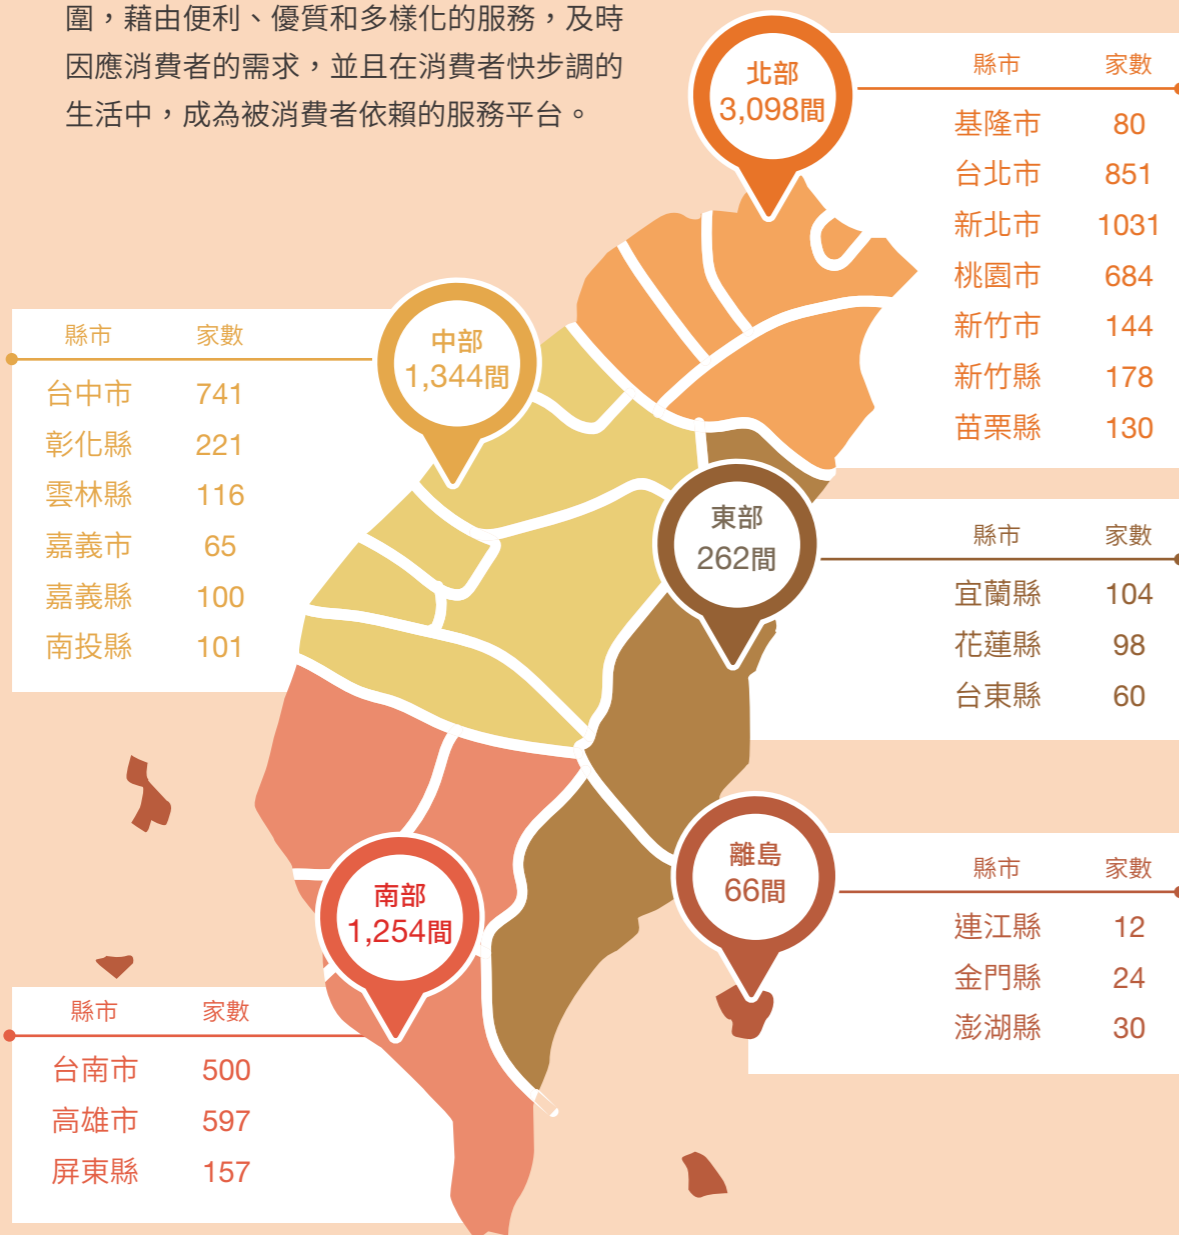 圍，藉由便利、優質和多樣化的服務，及時
因應消費者的需求，並且在消費者快步調的
生活中，成為被消費者依賴的服務平台。
北部
3,098間
縣市 家數
基隆市 80
台北市 851
新北市 1031
桃園市 684
新竹市 144
新竹縣 178
苗栗縣 130
中部
1,344間
縣市 家數
台中市 741
彰化縣 221
雲林縣 116
嘉義市 65
嘉義縣 100
南投縣 101
東部
262間
縣市 家數
宜蘭縣 104
花蓮縣 98
台東縣 60
離島
66間
縣市 家數
連江縣 12
金門縣 24
澎湖縣 30
南部
1,254間
縣市 家數
台南市 500
高雄市 597
屏東縣 157